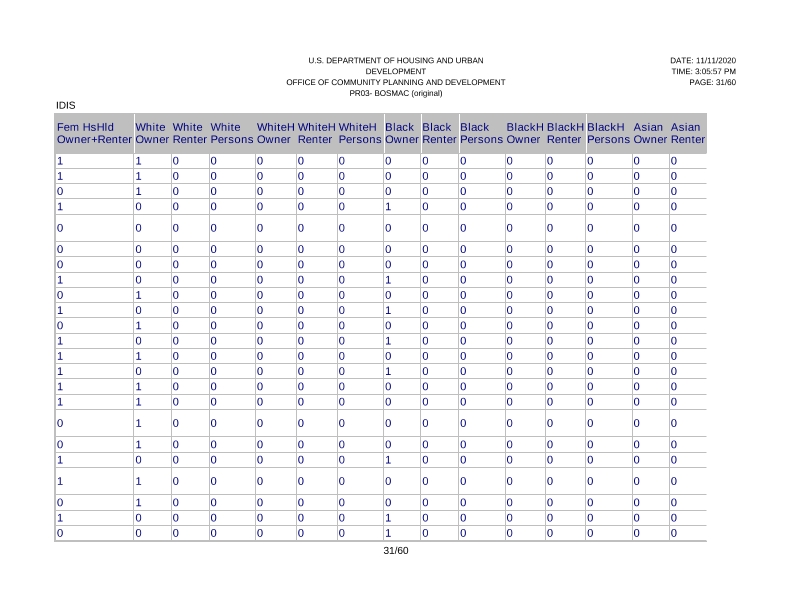 U.S. DEPARTMENT OF HOUSING AND URBAN
DEVELOPMENT
OFFICE OF COMMUNITY PLANNING AND DEVELOPMENT
PR03- BOSMAC (original)
DATE: 11/11/2020
TIME: 3:05:57 PM
PAGE: 31/60
IDIS
Fem HsHld White White White WhiteH WhiteH WhiteH Black Black Black BlackH BlackH BlackH Asian Asian
Owner+Renter Owner Renter Persons Owner Renter Persons Owner Renter Persons Owner Renter Persons Owner Renter
1 1 0 0 0 0 0 0 0 0 0 0 0 0 0
1 1 0 0 0 0 0 0 0 0 0 0 0 0 0
0 1 0 0 0 0 0 0 0 0 0 0 0 0 0
1 0 0 0 0 0 0 1 0 0 0 0 0 0 0
0 0 0 0 0 0 0 0 0 0 0 0 0 0 0
0 0 0 0 0 0 0 0 0 0 0 0 0 0 0
0 0 0 0 0 0 0 0 0 0 0 0 0 0 0
1 0 0 0 0 0 0 1 0 0 0 0 0 0 0
0 1 0 0 0 0 0 0 0 0 0 0 0 0 0
1 0 0 0 0 0 0 1 0 0 0 0 0 0 0
0 1 0 0 0 0 0 0 0 0 0 0 0 0 0
1 0 0 0 0 0 0 1 0 0 0 0 0 0 0
1 1 0 0 0 0 0 0 0 0 0 0 0 0 0
1 0 0 0 0 0 0 1 0 0 0 0 0 0 0
1 1 0 0 0 0 0 0 0 0 0 0 0 0 0
1 1 0 0 0 0 0 0 0 0 0 0 0 0 0
0 1 0 0 0 0 0 0 0 0 0 0 0 0 0
0 1 0 0 0 0 0 0 0 0 0 0 0 0 0
1 0 0 0 0 0 0 1 0 0 0 0 0 0 0
1 1 0 0 0 0 0 0 0 0 0 0 0 0 0
0 1 0 0 0 0 0 0 0 0 0 0 0 0 0
1 0 0 0 0 0 0 1 0 0 0 0 0 0 0
0 0 0 0 0 0 0 1 0 0 0 0 0 0 0
31/60